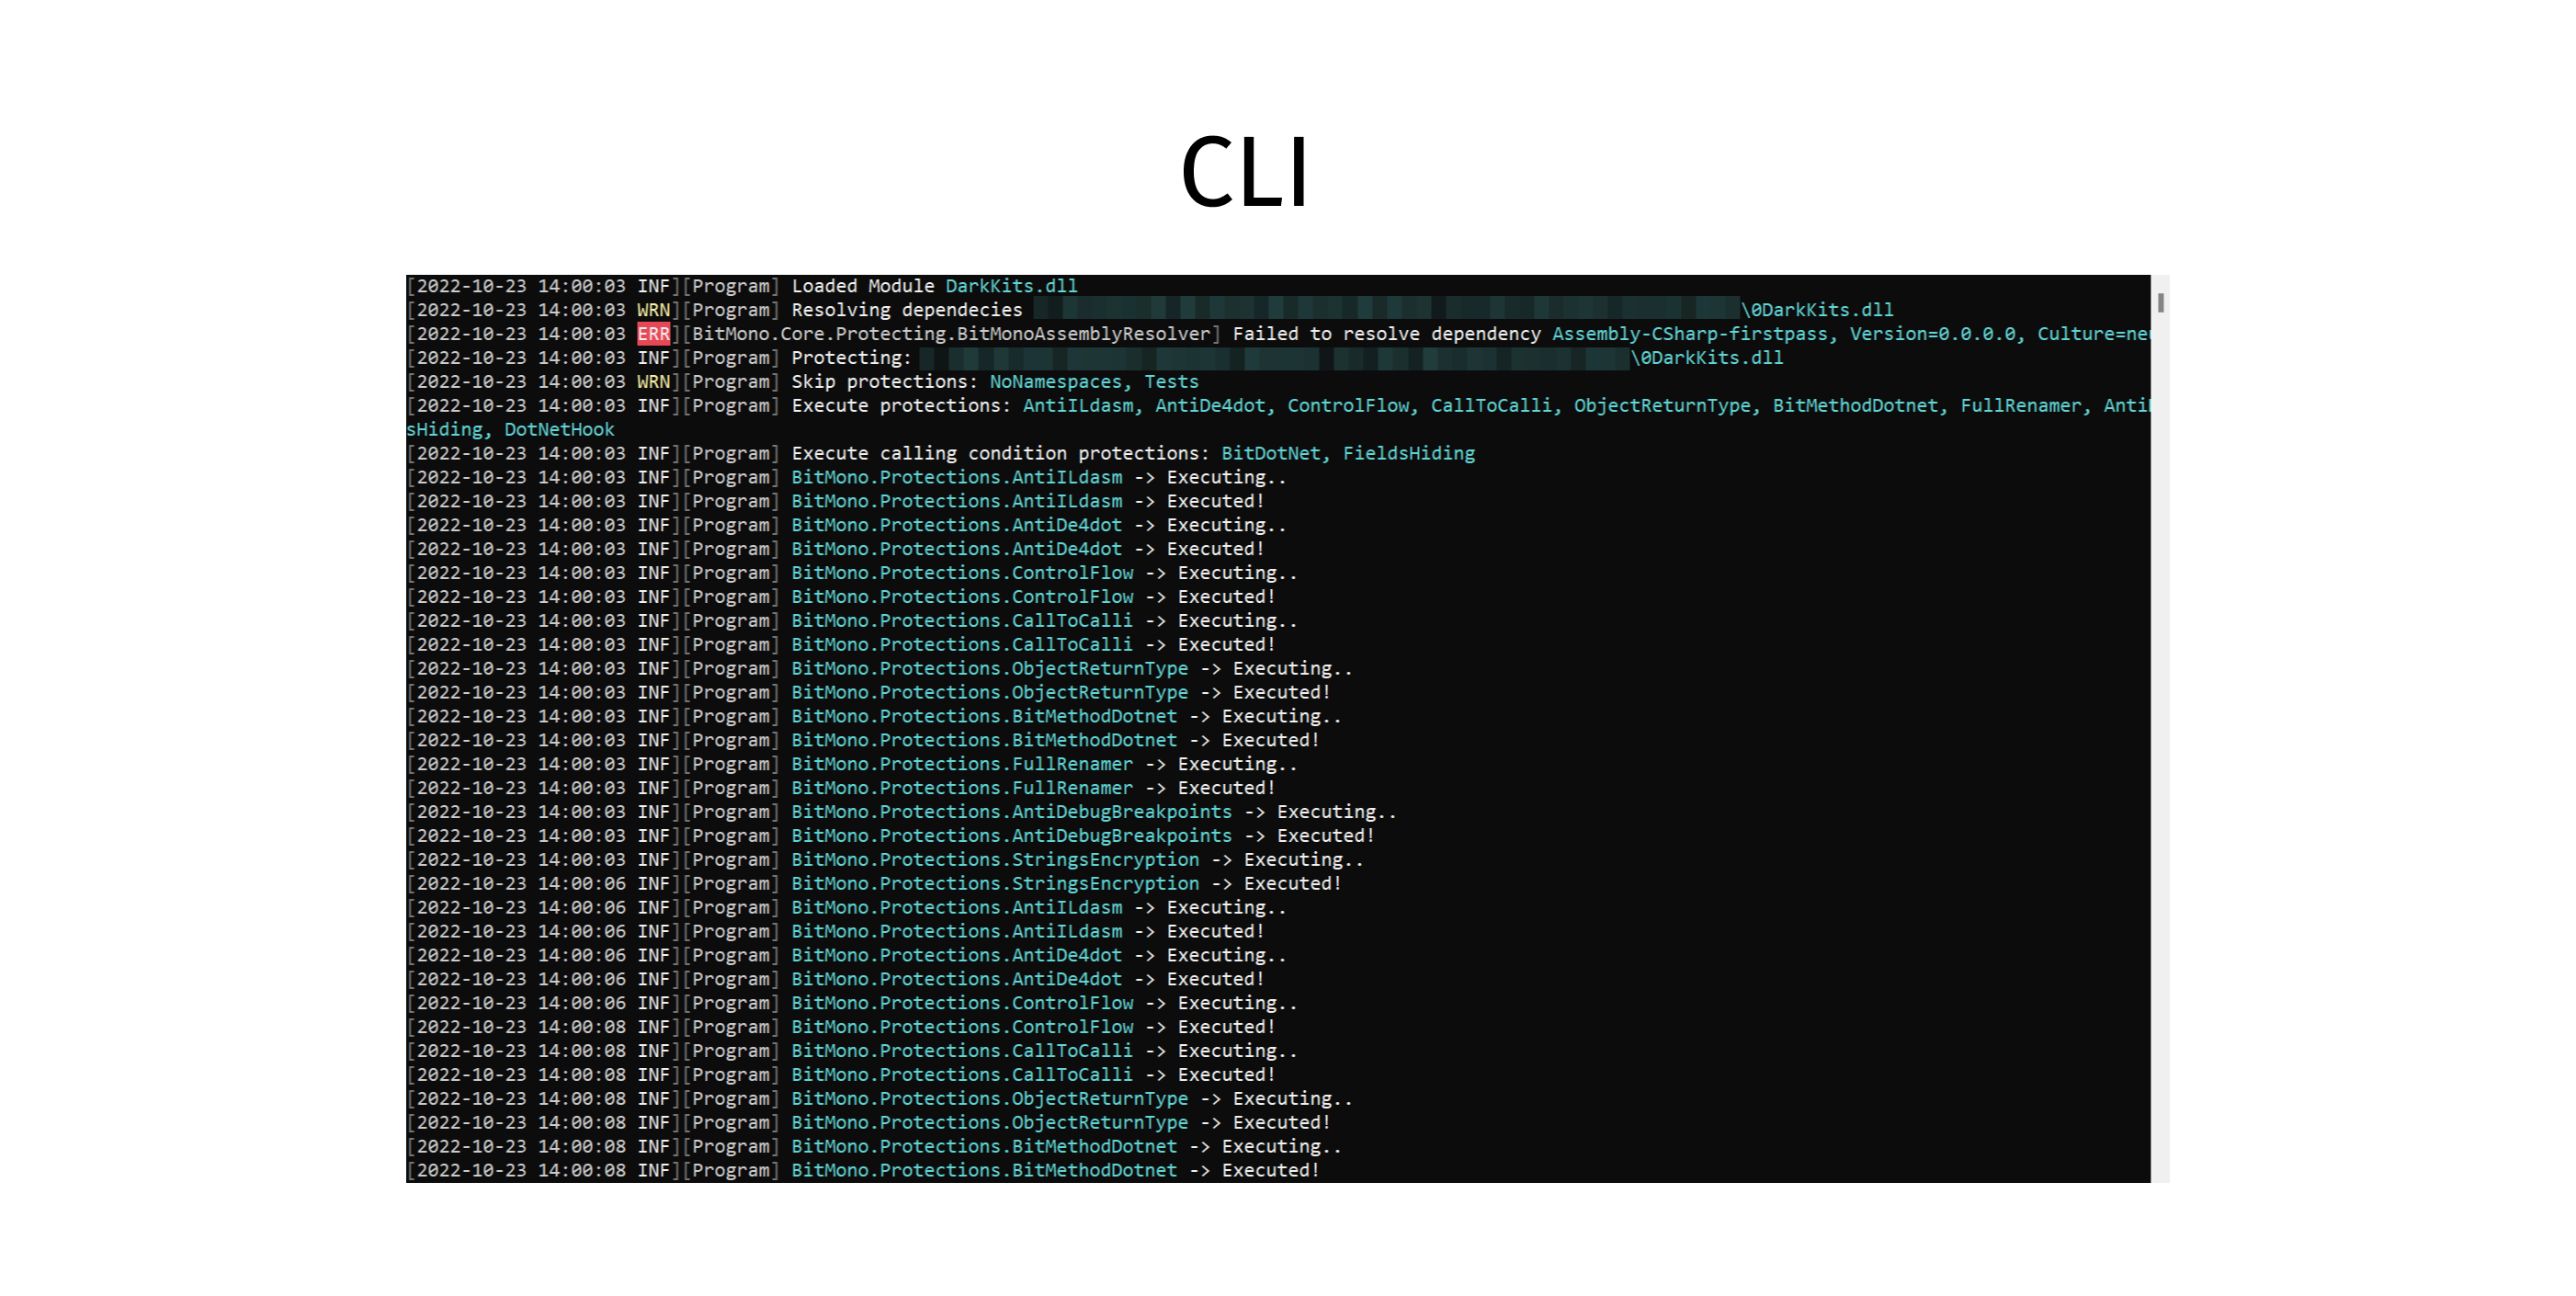 CLI
[2022-10-23 14:00:03 INF][Program] Loaded Module DarkKits.dll
[2022-10-23 14:00:03 WRN][Program] Resolving dependecies \0DarkKits.dll
[2022-10-23 14:00:03 ERR][BitMono.Core.Protecting.BitMonoAssemblyResolver] Failed to resolve dependency Assembly-CSharp-firstpass, Version=0.0.0.0,
[2022-10-23 14:00:03 INF][Program] Protecting: \0DarkKits.dll
[2022-10-23 14:00:03 WRN][Program] Skip protections: NoNamespaces, Tests
[2022-10-23 14:00:03 INF][Program] Execute protections: AntiILdasm, AntiDe4dot, ControlFlow, CallToCalli, ObjectReturnType, BitMethodDotnet, FullRenamer, Anti
sHiding, DotNetHook
[2022-10-23 14:00:03 INF][Program] Execute calling condition protections: BitDotNet, FieldsHiding
[2022-10-23 14:00:03 INF][Program] BitMono.Protections.AntiILdasm -> Executing..
[2022-10-23 14:00:03 INF][Program] BitMono.Protections.AntiILdasm -> Executed!
[2022-10-23 14:00:03 INF][Program] BitMono.Protections.AntiDe4dot -> Executing..
[2022-10-23 14:00:03 INF][Program] BitMono.Protections.AntiDe4dot -> Executed!
[2022-10-23 14:00:03 INF][Program] BitMono.Protections.ControlFlow -> Executing..
[2022-10-23 14:00:03 INF][Program] BitMono.Protections.ControlFlow -> Executed!
[2022-10-23 14:00:03 INF][Program] BitMono.Protections.CallToCalli -> Executing..
[2022-10-23 14:00:03 INF][Program] BitMono.Protections.CallToCalli -> Executed!
[2022-10-23 14:00:03 INF][Program] BitMono.Protections.ObjectReturnType -> Executing..
[2022-10-23 14:00:03 INF][Program] BitMono.Protections.ObjectReturnType -> Executed!
[2022-10-23 14:00:03 INF][Program] BitMono.Protections.BitMethodDotnet -> Executing..
[2022-10-23 14:00:03 INF][Program] BitMono.Protections.BitMethodDotnet -> Executed!
[2022-10-23 14:00:03 INF][Program] BitMono.Protections.FullRenamer -> Executing..
[2022-10-23 14:00:03 INF][Program] BitMono.Protections.FullRenamer -> Executed!
[2022-10-23 14:00:03 INF][Program] BitMono.Protections.AntiDebugBreakpoints -> Executing..
[2022-10-23 14:00:03 INF][Program] BitMono.Protections.AntiDebugBreakpoints -> Executed!
[2022-10-23 14:00:03 INF][Program] BitMono.Protections.StringsEncryption -> Executing..
[2022-10-23 14:00:06 INF][Program] BitMono.Protections.StringsEncryption -> Executed!
[2022-10-23 14:00:06 INF][Program] BitMono.Protections.AntiILdasm -> Executing..
[2022-10-23 14:00:06 INF][Program] BitMono.Protections.AntiILdasm -> Executed!
[2022-10-23 14:00:06 INF][Program] BitMono.Protections.AntiDe4dot -> Executing..
[2022-10-23 14:00:06 INF][Program] BitMono.Protections.AntiDe4dot -> Executed!
[2022-10-23 14:00:06 INF][Program] BitMono.Protections.ControlFlow -> Executing..
[2022-10-23 14:00:08 INF][Program] BitMono.Protections.ControlFlow -> Executed!
[2022-10-23 14:00:08 INF][Program] BitMono.Protections.CallToCalli -> Executing..
[2022-10-23 14:00:08 INF][Program] BitMono.Protections.CallToCalli -> Executed!
[2022-10-23 14:00:08 INF][Program] BitMono.Protections.ObjectReturnType -> Executing..
[2022-10-23 14:00:08 INF][Program] BitMono.Protections.ObjectReturnType -> Executed!
[2022-10-23 14:00:08 INF][Program] BitMono.Protections.BitMethodDotnet -> Executing..
[2022-10-23 14:00:08 INF][Program] BitMono.Protections.BitMethodDotnet -> Executed!